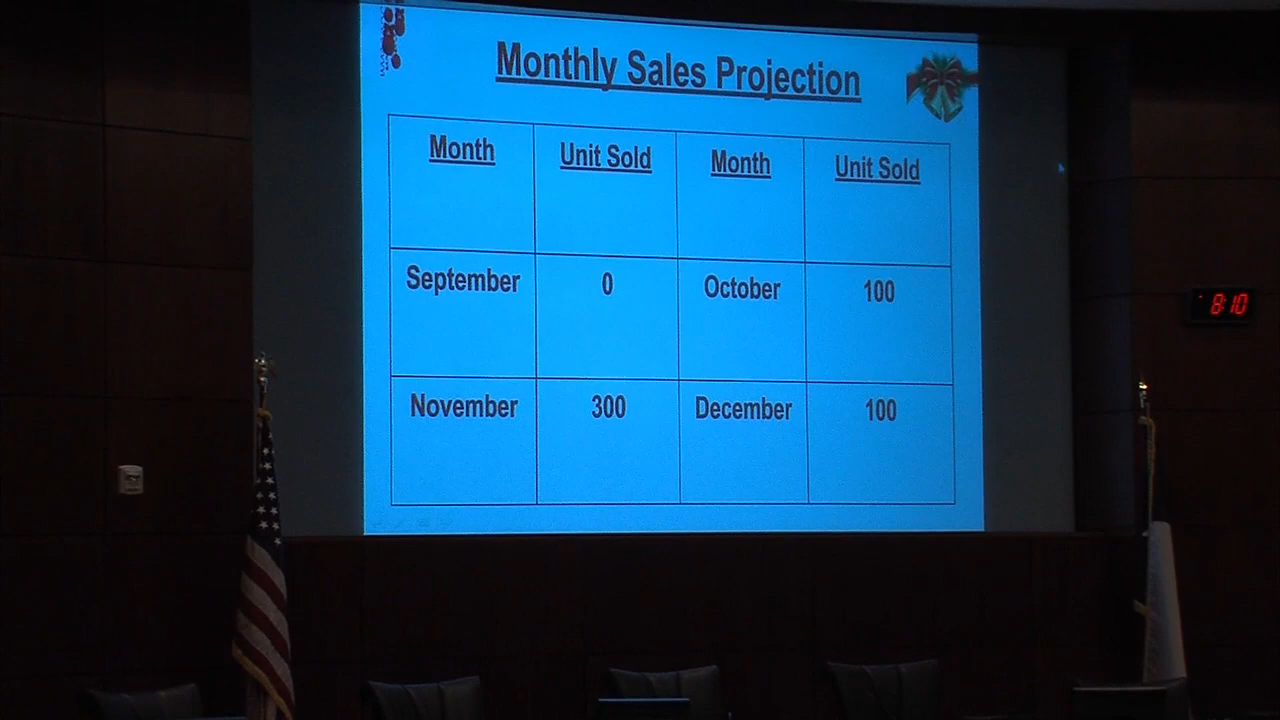 Monthly Sales Projection
Month Unit Sold Month Unit Sold
September 0 October 100
November 300 December 100
8:10